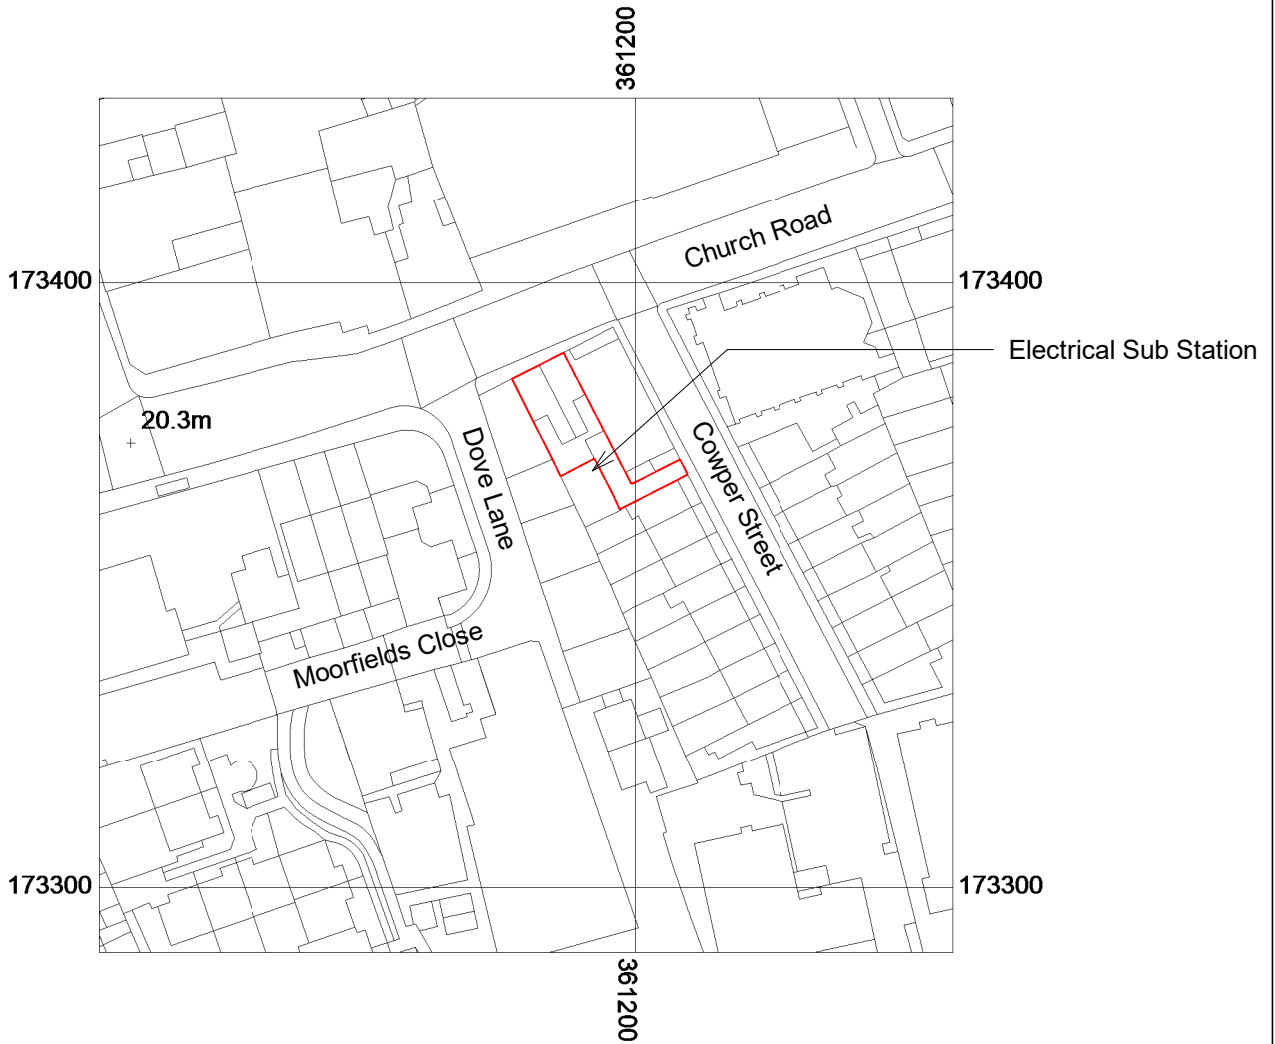 361200
Church Road
173400
173400
Electrical Sub Station
20.3m
Dove Lane
Cowper Street
Moorfields Close
173300
173300
361200